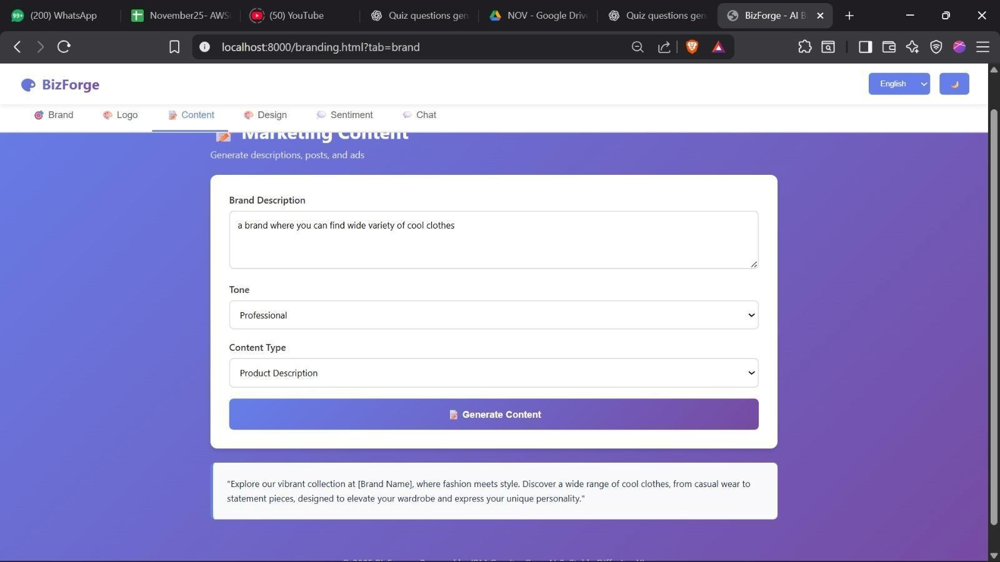 (200) WhatsApp
November25- AWS
(50) YouTube
Quiz questions gen
NOV - Google Drive
Quiz questions gen
BizForge - AI B
localhost:8000/branding.html?tab=brand
BizForge
English
Brand
Logo
Content
Design
Sentiment
Chat
Marketing Content
Generate descriptions, posts, and ads
Brand Description
a brand where you can find wide variety of cool clothes
Tone
Professional
Content Type
Product Description
Generate Content
"Explore our vibrant collection at [Brand Name], where fashion meets style. Discover a wide range of cool clothes, from casual wear to
statement pieces, designed to elevate your wardrobe and express your unique personality."